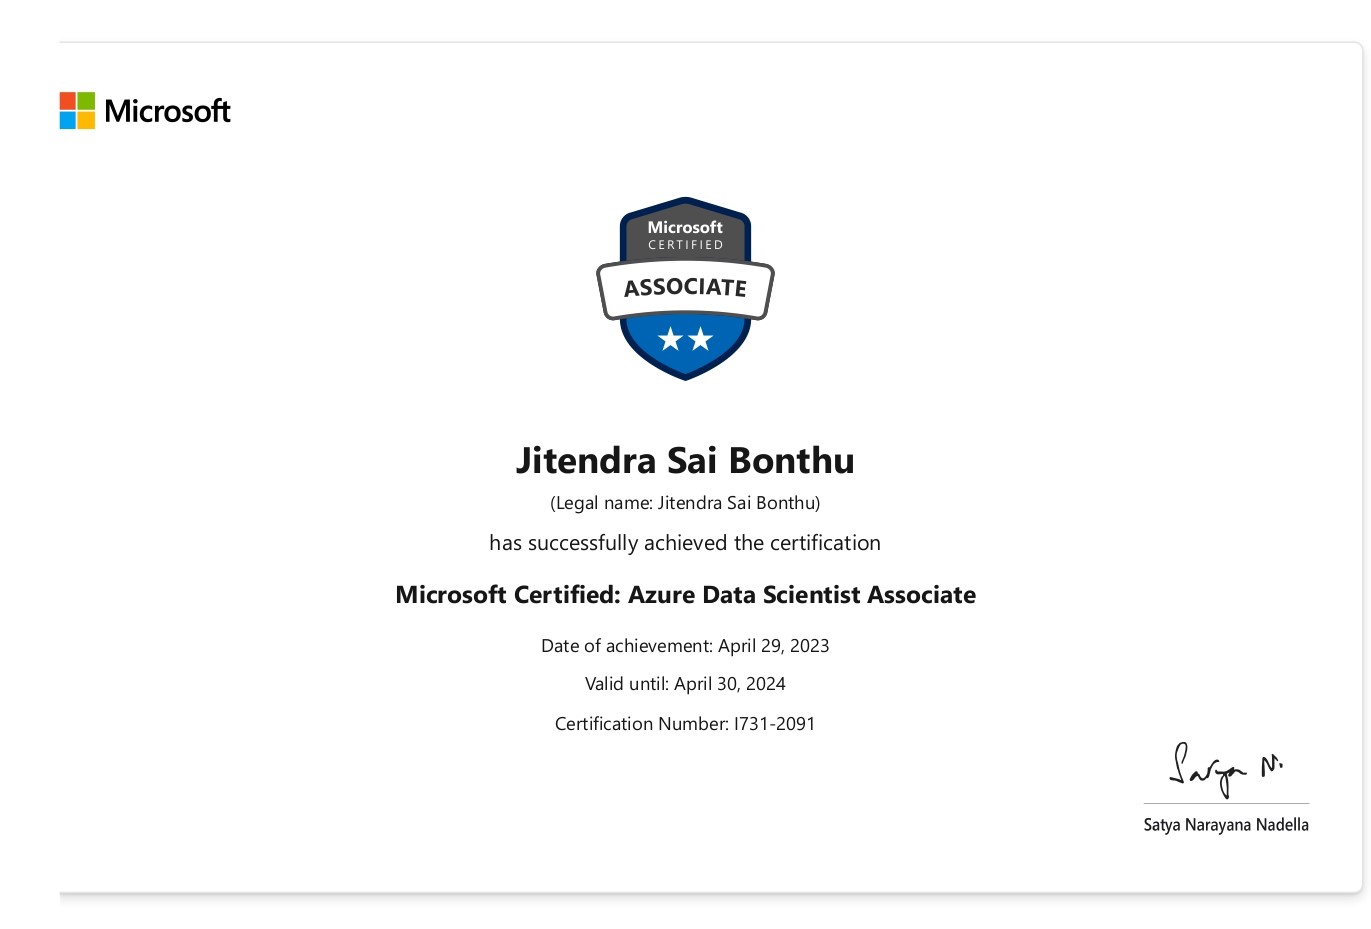 Microsoft
Microsoft
CERTIFIED
ASSOCIATE
Jitendra Sai Bonthu
(Legal name: Jitendra Sai Bonthu)
has successfully achieved the certification
Microsoft Certified: Azure Data Scientist Associate
Date of achievement: April 29, 2023
Valid until: April 30, 2024
Certification Number: I731-2091
Satya N.
Satya Narayana Nadella